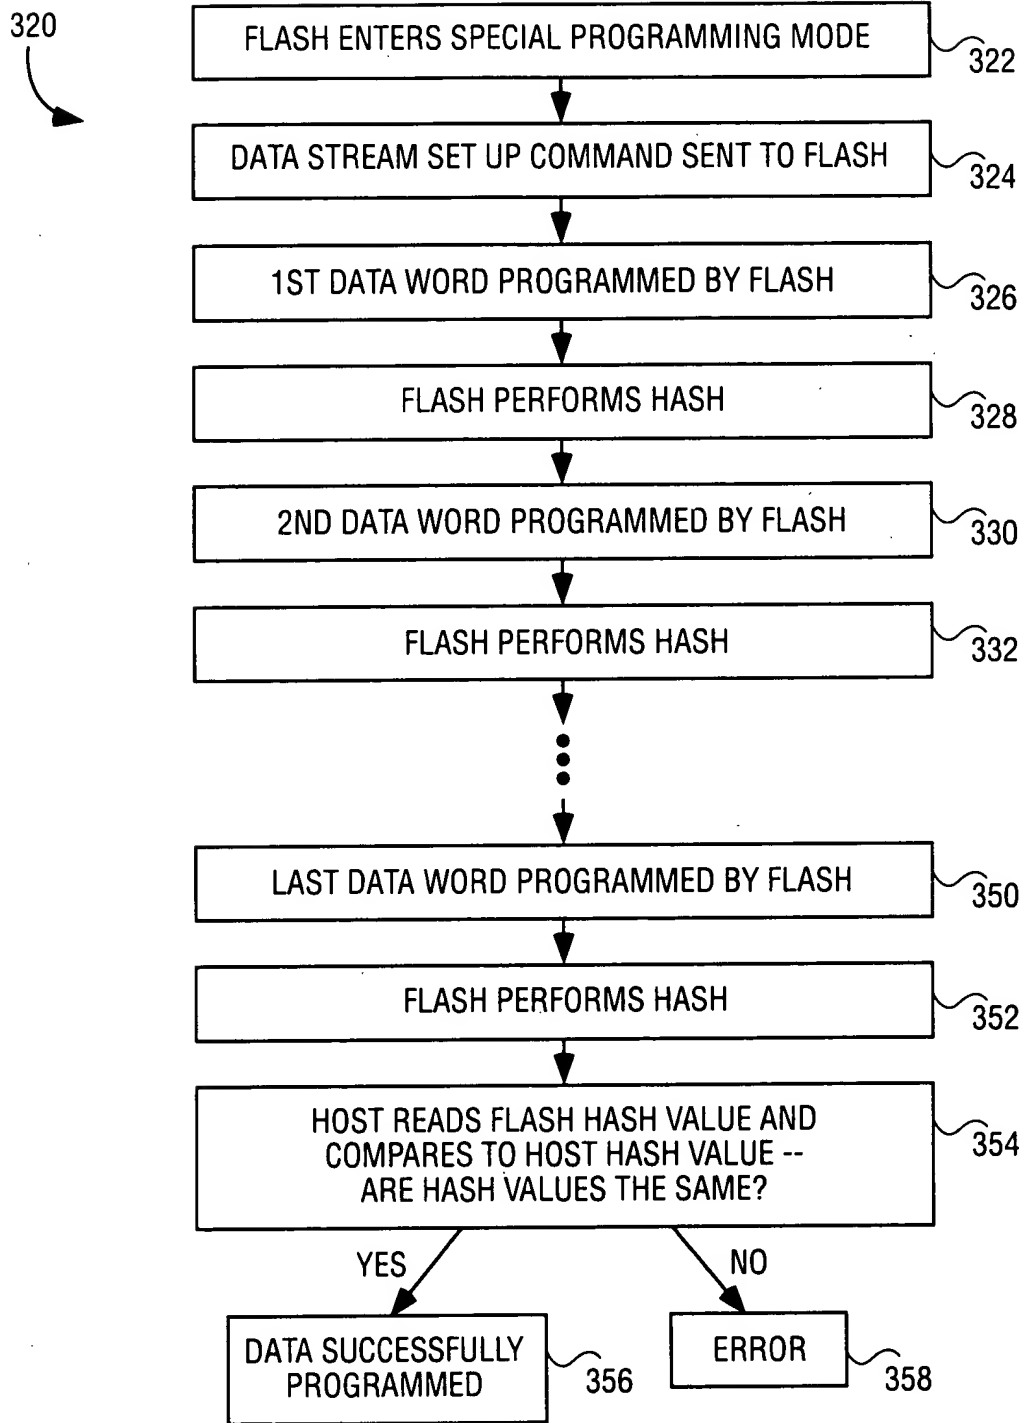 320
FLASH ENTERS SPECIAL PROGRAMMING MODE
322
DATA STREAM SET UP COMMAND SENT TO FLASH
324
1ST DATA WORD PROGRAMMED BY FLASH
326
FLASH PERFORMS HASH
328
2ND DATA WORD PROGRAMMED BY FLASH
330
FLASH PERFORMS HASH
332
LAST DATA WORD PROGRAMMED BY FLASH
350
FLASH PERFORMS HASH
352
HOST READS FLASH HASH VALUE AND
COMPARES TO HOST HASH VALUE --
ARE HASH VALUES THE SAME?
354
YES
NO
DATA SUCCESSFULLY
PROGRAMMED
356
ERROR
358